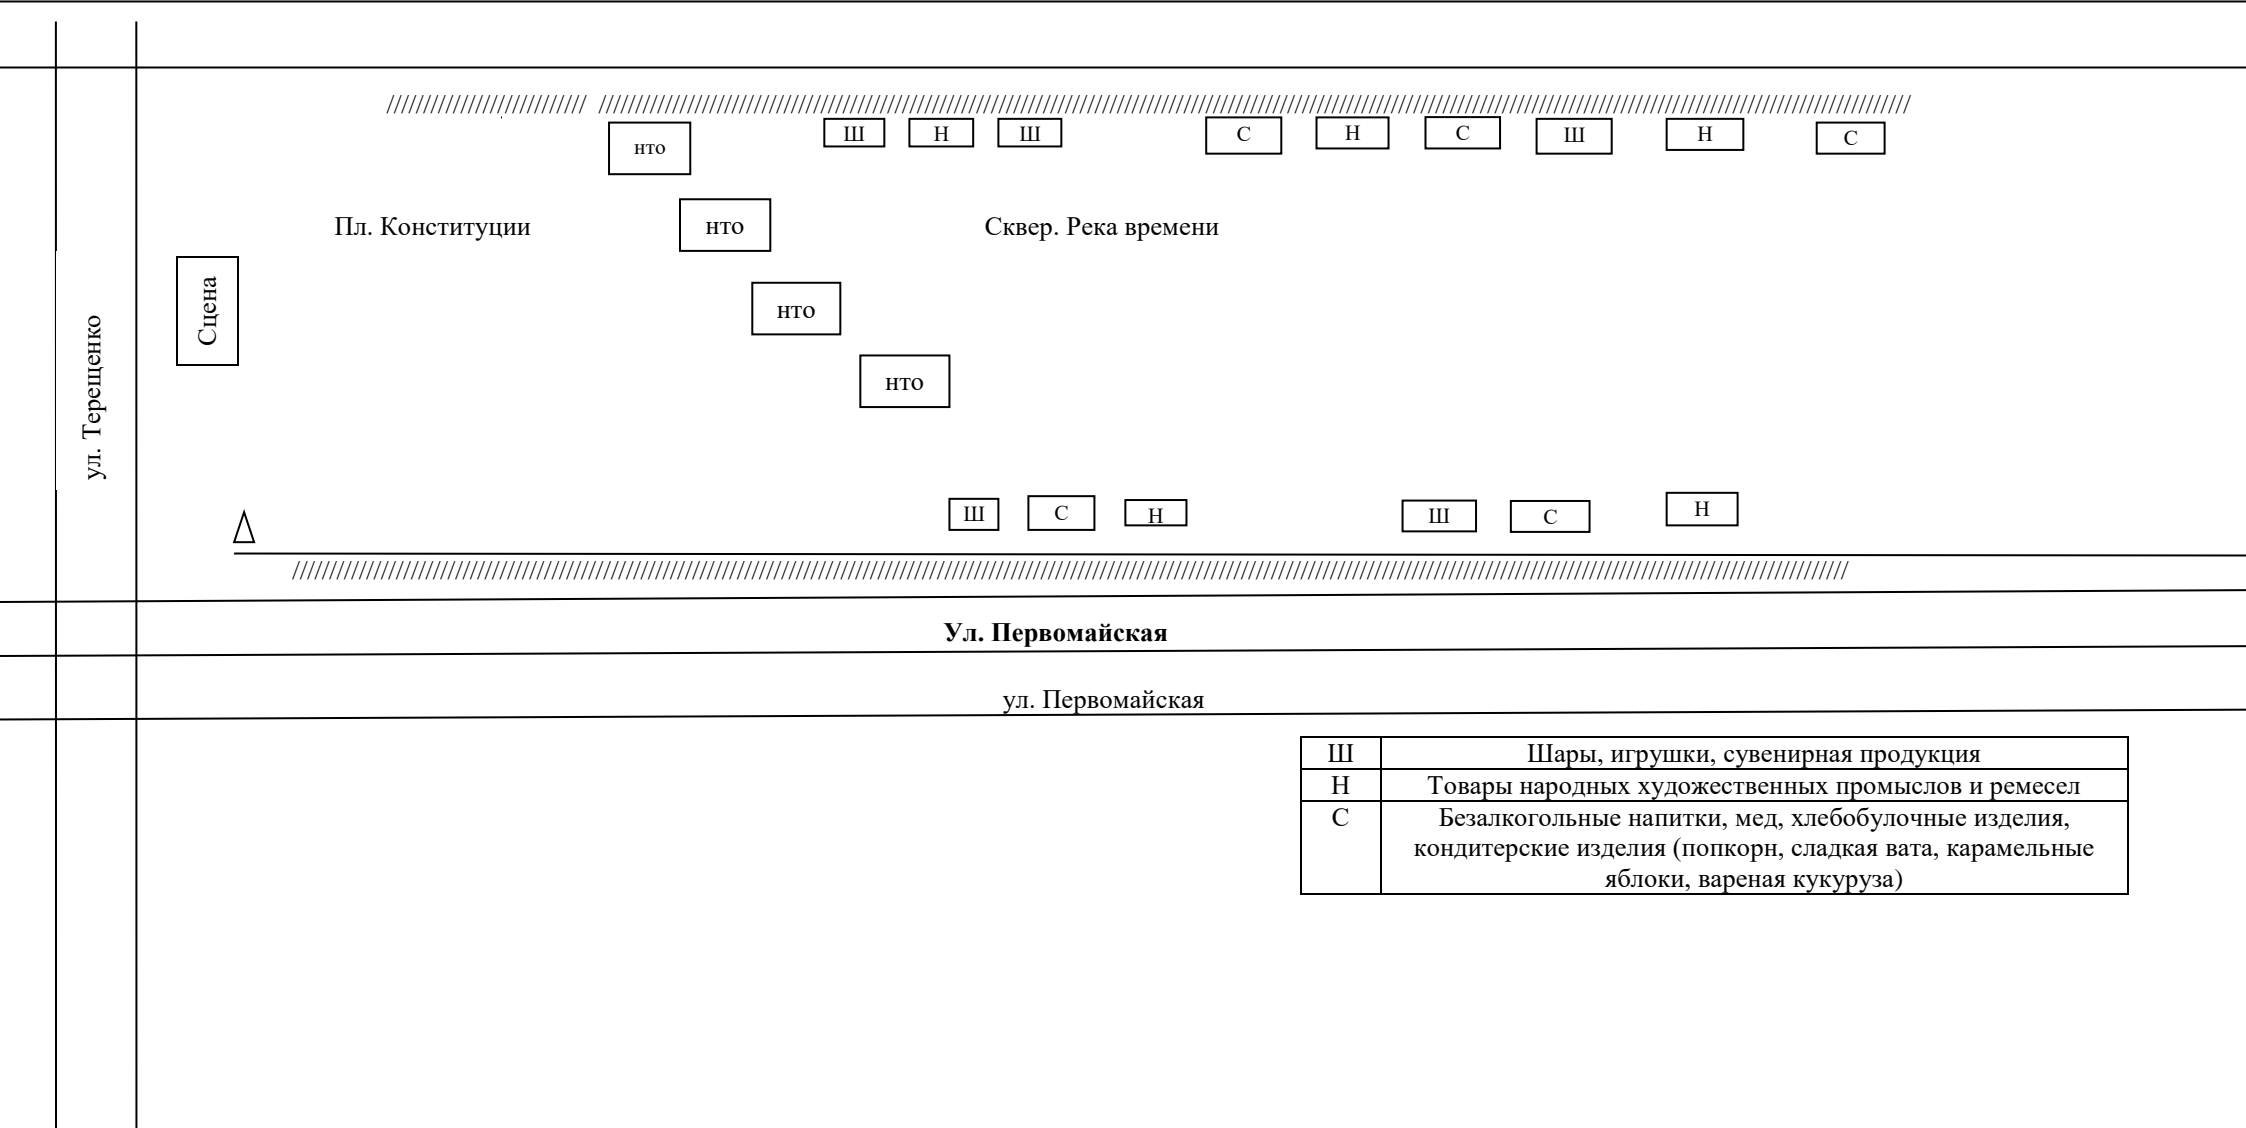 Ш Н Ш С Н С Ш Н С
нто
Пл. Конституции
нто
Сквер. Река времени
Сцена
нто
ул. Терещенко
нто
Ш С Н Ш С Н
Ул. Первомайская
ул. Первомайская
Ш Шары, игрушки, сувенирная продукция
Н Товары народных художественных промыслов и ремесел
С Безалкогольные напитки, мед, хлебобулочные изделия,
кондитерские изделия (попкорн, сладкая вата, карамельные
яблоки, вареная кукуруза)